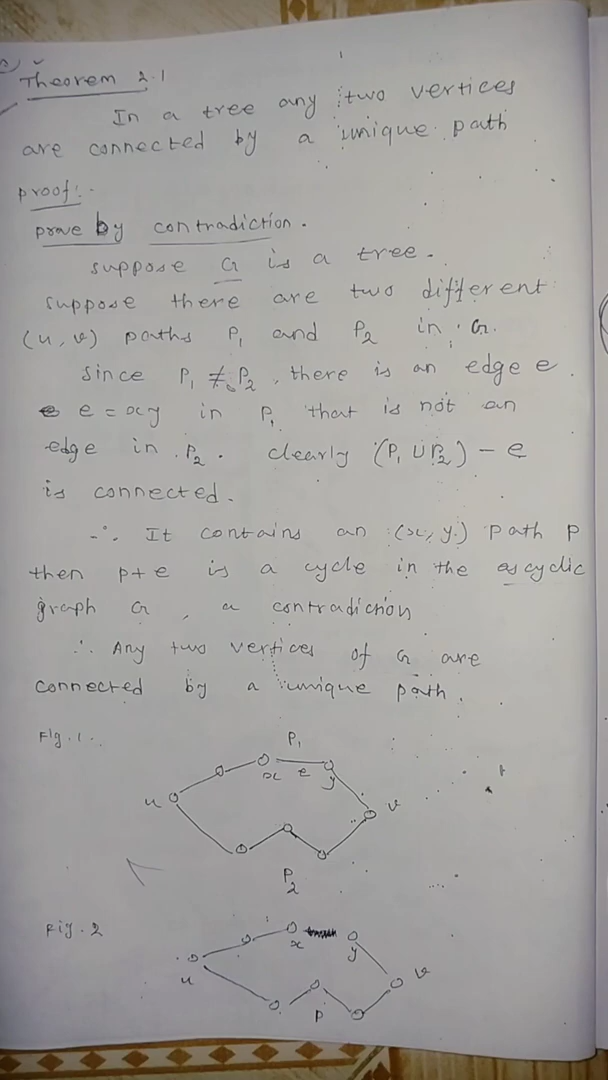 Theorem 2.1
In a tree any two vertices
are connected by a unique path
proof:-
prove by contradiction.
suppose G is a tree.
suppose there are two different
(u, v) paths P₁ and P₂ in G.
Since P₁ ≠ P₂, there is an edge e
e = xy in P₁ that is not an
edge in P₂. clearly (P₁ ∪ P₂) - e
is connected.
∴ It contains an (x, y) path P
then p+e is a cycle in the ascyclic
graph G, a contradiction
∴ Any two vertices of G are
connected by a unique path.
Fig. 1.
P₁
x e y
u v
P₂
Fig. 2
x y
u v
P